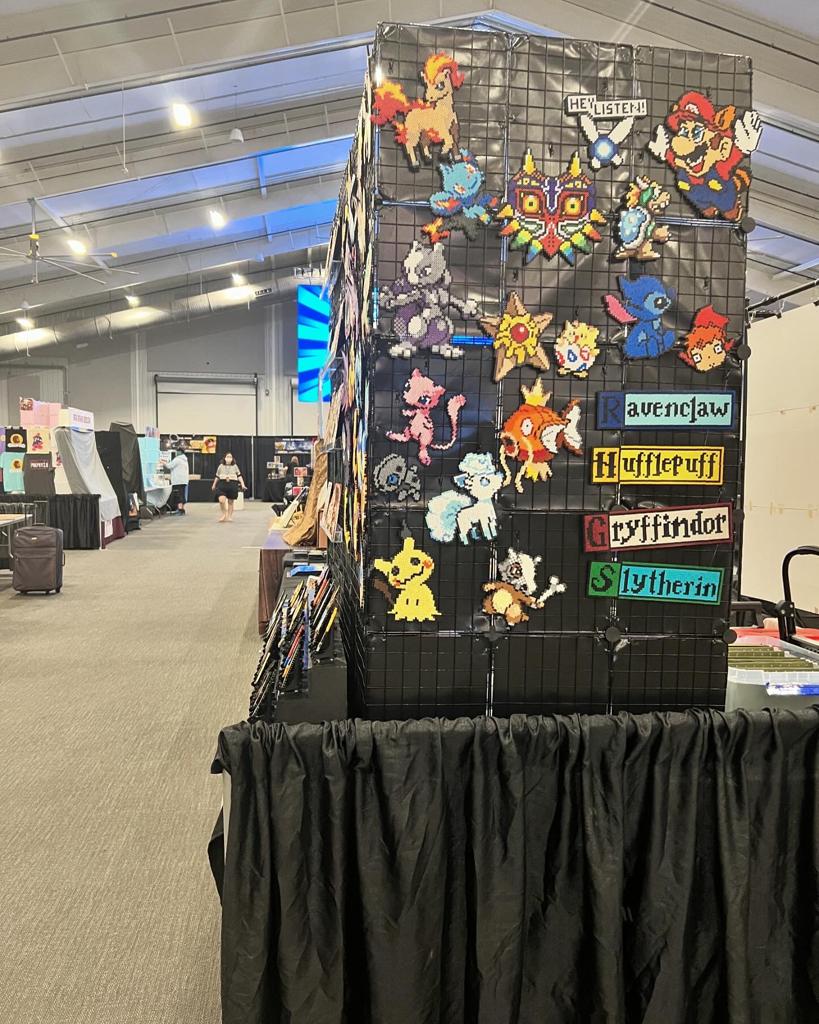 HEY LISTEN!
Ravenclaw
Hufflepuff
Gryffindor
Slytherin